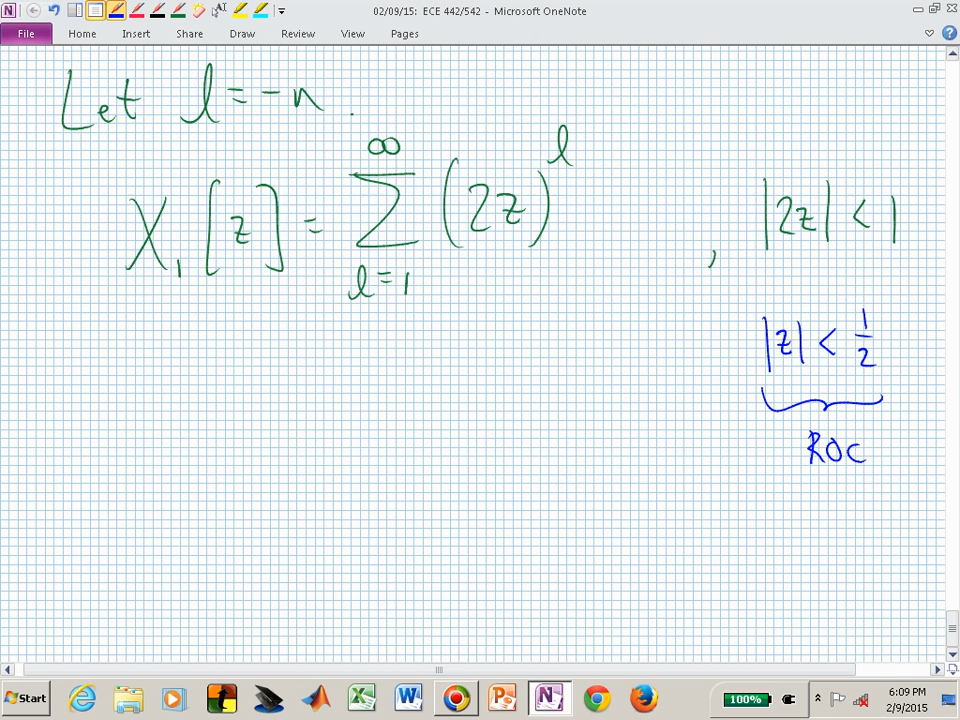 02/09/15: ECE 442/542 - Microsoft OneNote
File Home Insert Share Draw Review View Pages
Let l = -n .
X₁[z] = ∑_{l=1}^{∞} (2z)^l , |2z| < 1
|z| < 1/2
ROC
Start
100%
6:09 PM
2/9/2015